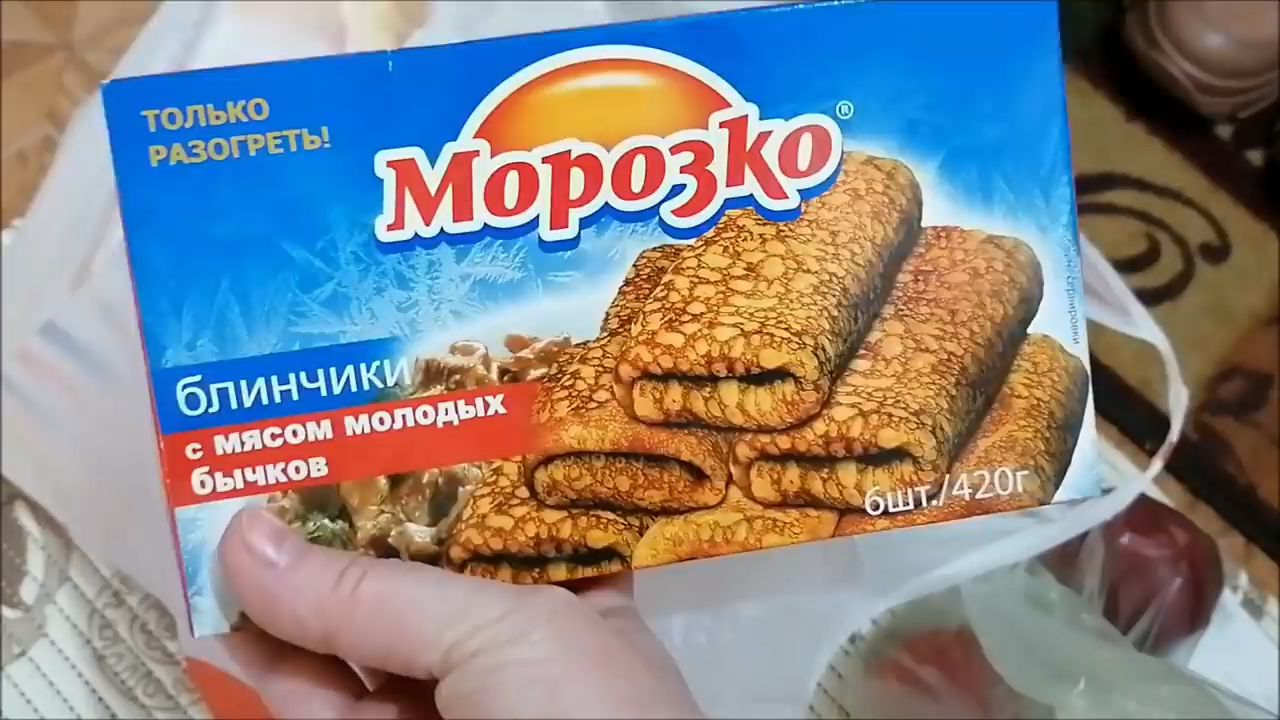 ТОЛЬКО
РАЗОГРЕТЬ!
Морозко®
блинчики
с мясом молодых
бычков
6шт./420г